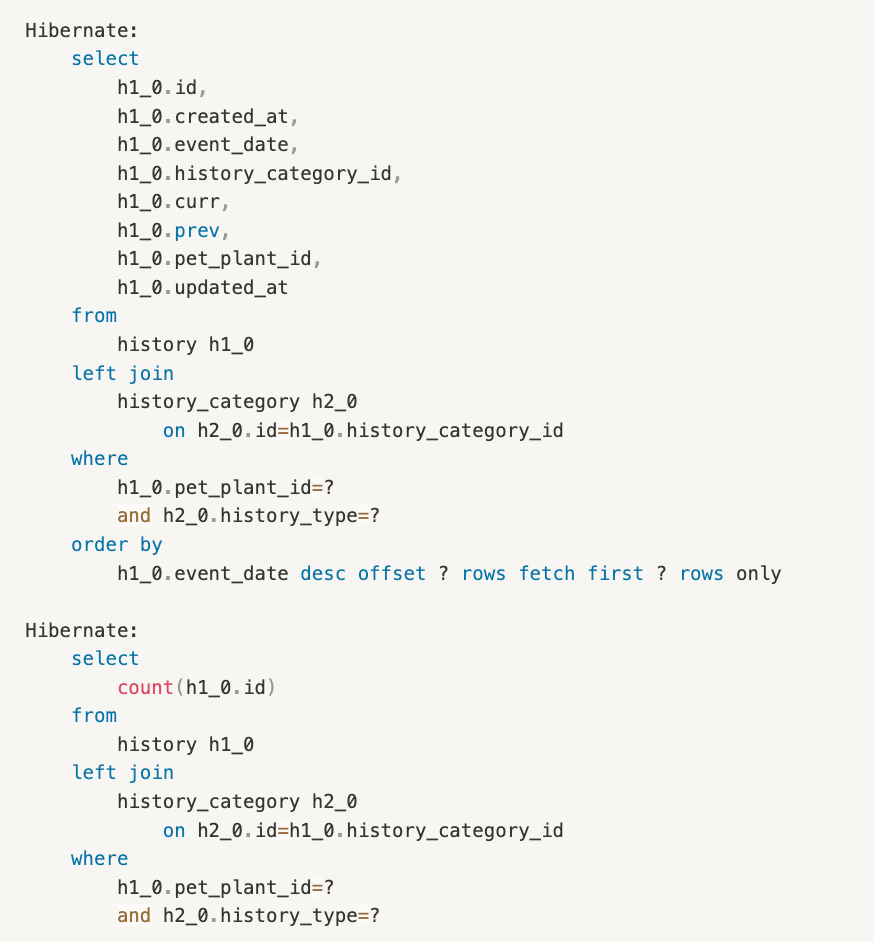 Hibernate:
    select
        h1_0.id,
        h1_0.created_at,
        h1_0.event_date,
        h1_0.history_category_id,
        h1_0.curr,
        h1_0.prev,
        h1_0.pet_plant_id,
        h1_0.updated_at
    from
        history h1_0
    left join
        history_category h2_0
            on h2_0.id=h1_0.history_category_id
    where
        h1_0.pet_plant_id=?
        and h2_0.history_type=?
    order by
        h1_0.event_date desc offset ? rows fetch first ? rows only

Hibernate:
    select
        count(h1_0.id)
    from
        history h1_0
    left join
        history_category h2_0
            on h2_0.id=h1_0.history_category_id
    where
        h1_0.pet_plant_id=?
        and h2_0.history_type=?